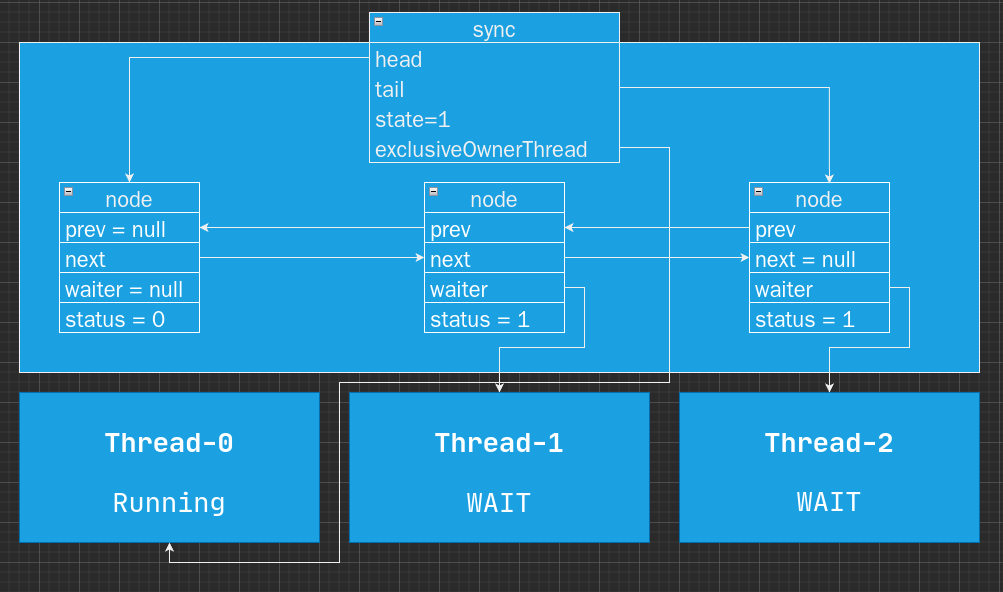 sync
head
tail
state=1
exclusiveOwnerThread
node
prev = null
next
waiter = null
status = 0
node
prev
next
waiter
status = 1
node
prev
next = null
waiter
status = 1
Thread-0
Running
Thread-1
WAIT
Thread-2
WAIT